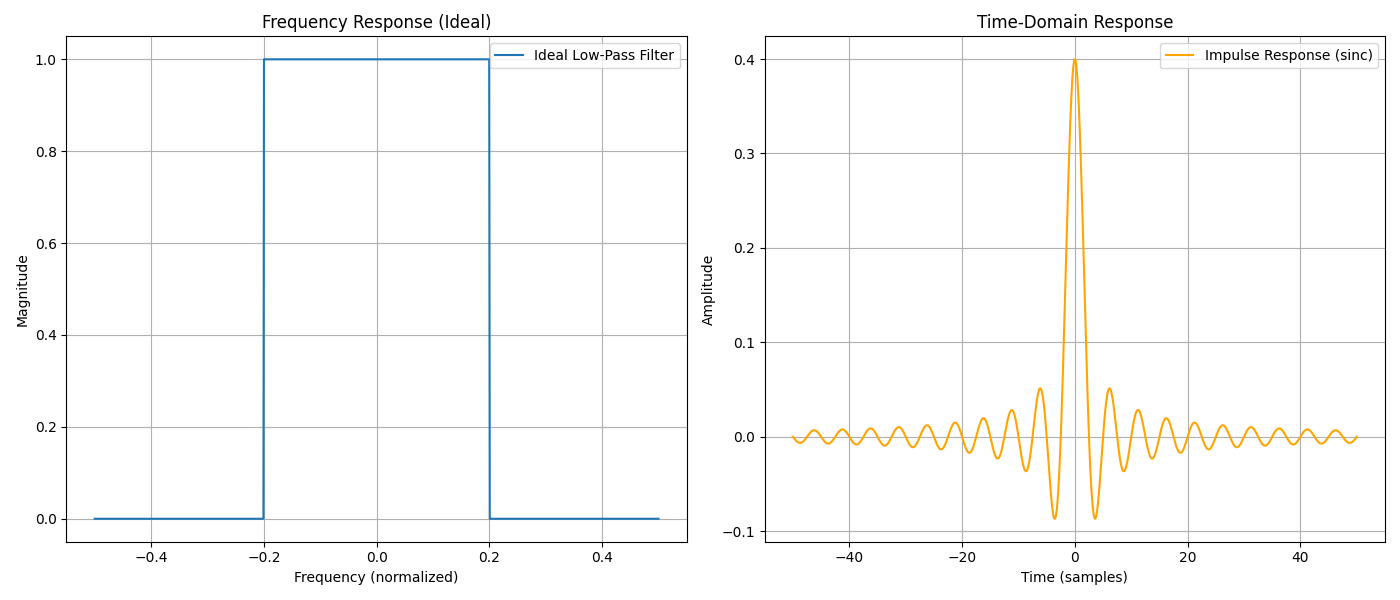 Frequency Response (Ideal)
Ideal Low-Pass Filter
Magnitude
1.0
0.8
0.6
0.4
0.2
0.0
−0.4
−0.2
0.0
0.2
0.4
Frequency (normalized)
Time-Domain Response
Impulse Response (sinc)
Amplitude
0.4
0.3
0.2
0.1
0.0
−0.1
−40
−20
0
20
40
Time (samples)